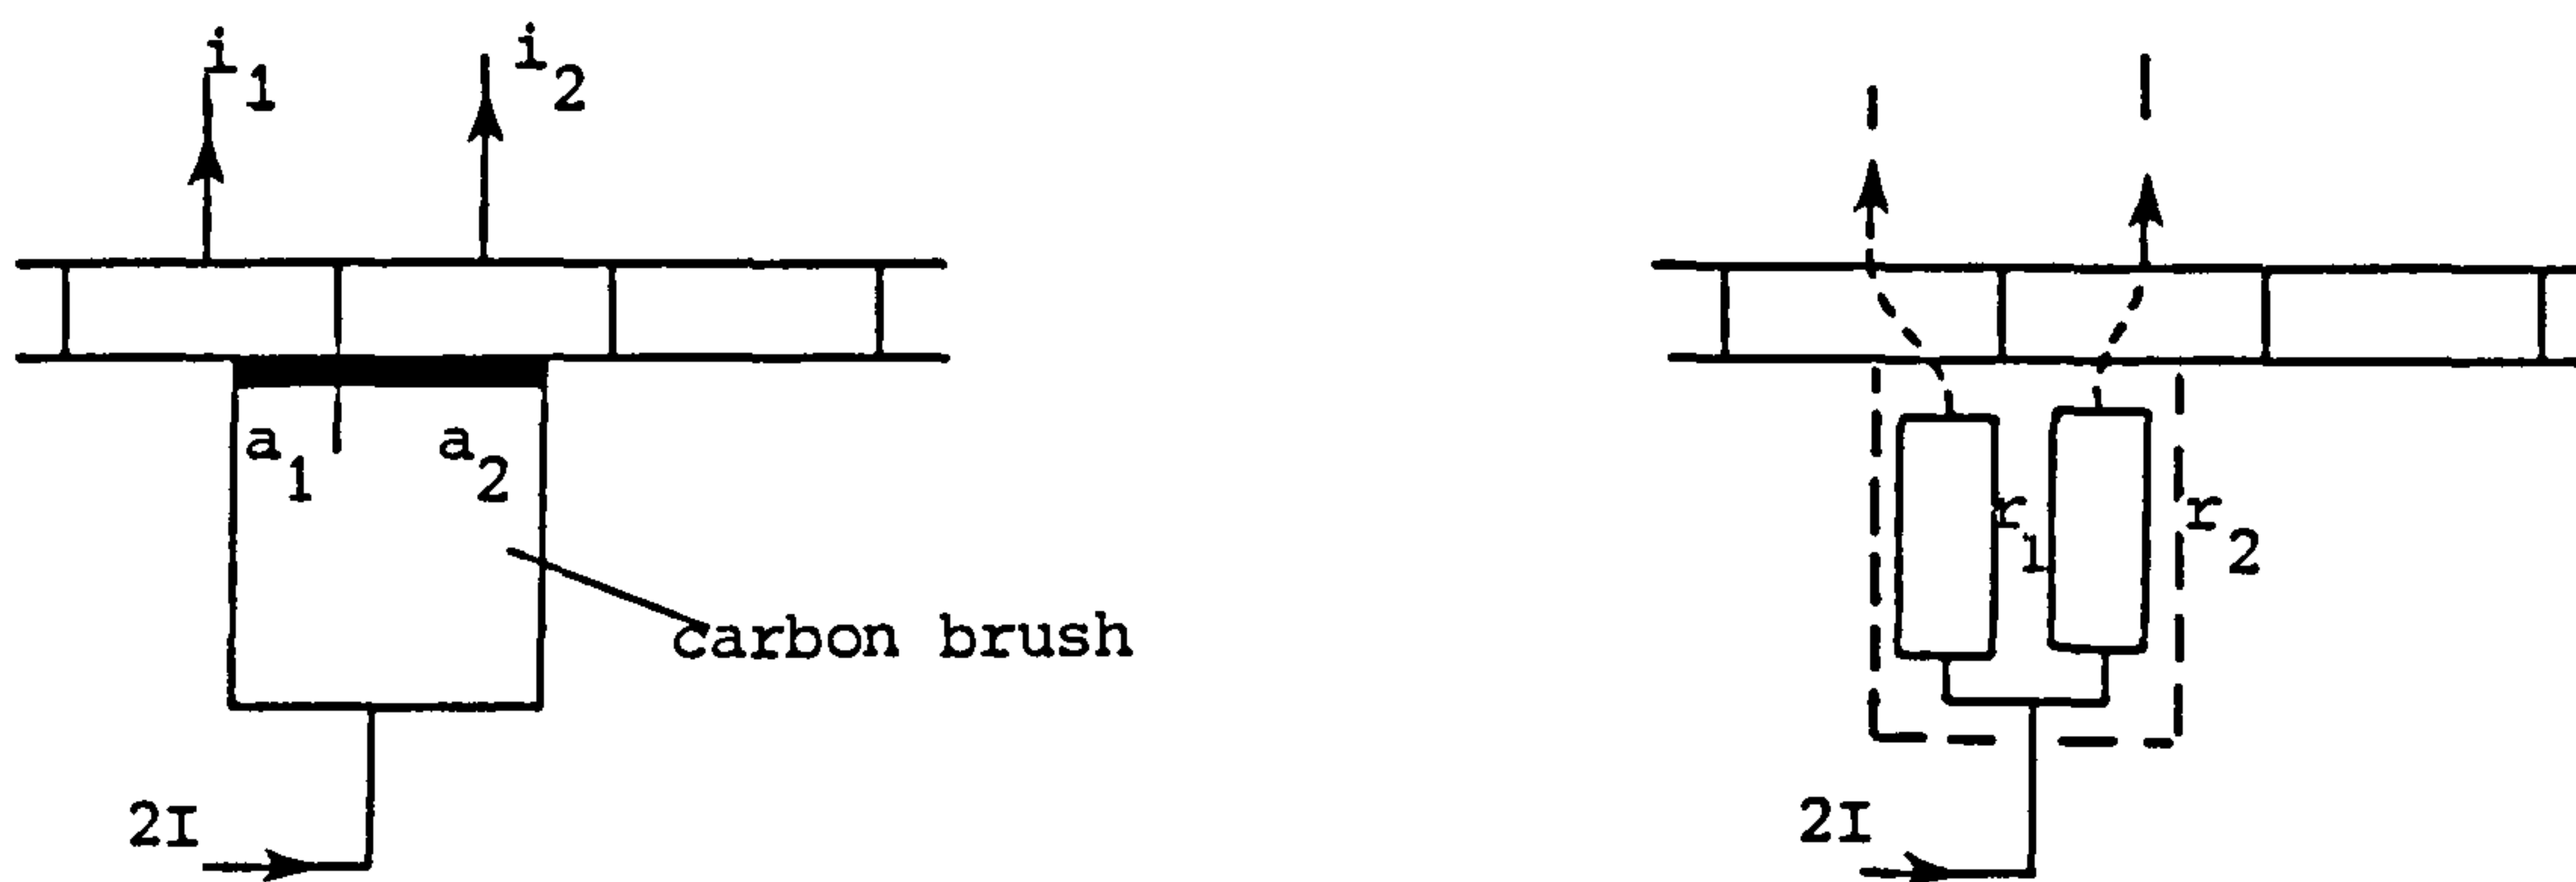 i₁ i₂
a₁ a₂
carbon brush
2I
r₁ r₂
2I